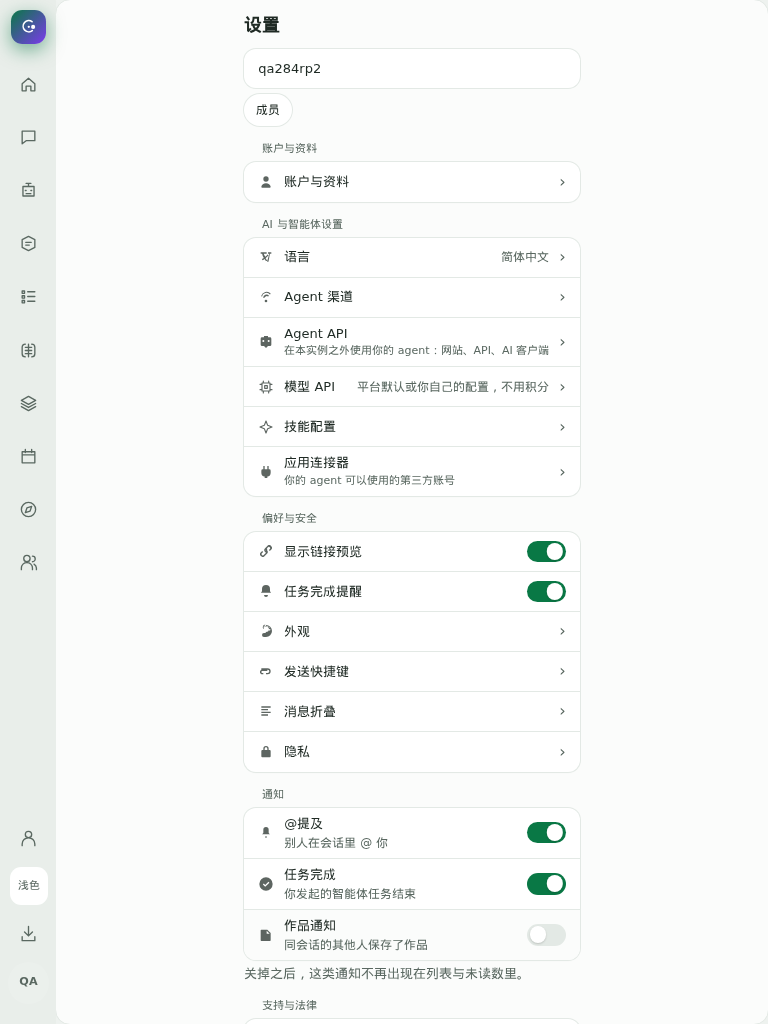 设置
qa284rp2
成员
账户与资料
账户与资料
AI 与智能体设置
语言 简体中文
Agent 渠道
Agent API
在本实例之外使用你的 agent：网站、API、AI 客户端
模型 API 平台默认或你自己的配置，不用积分
技能配置
应用连接器
你的 agent 可以使用的第三方账号
偏好与安全
显示链接预览
任务完成提醒
外观
发送快捷键
消息折叠
隐私
通知
@提及
别人在会话里 @ 你
任务完成
你发起的智能体任务结束
作品通知
同会话的其他人保存了作品
关掉之后，这类通知不再出现在列表与未读数里。
支持与法律
浅色
QA